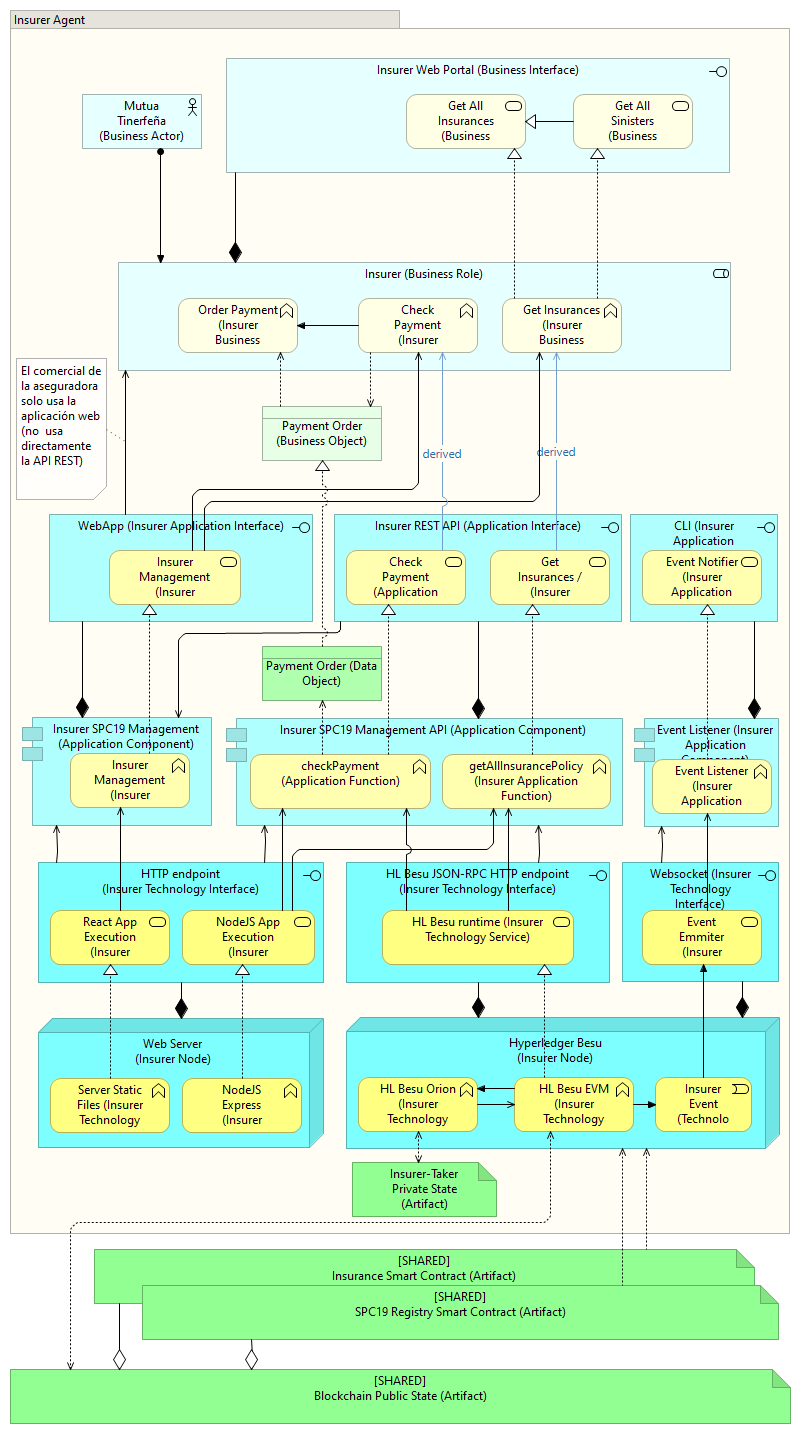 Insurer Agent
Insurer Web Portal (Business Interface)
Get All
Insurances
(Business
Get All
Sinisters
(Business
Mutua
Tinerfeña
(Business Actor)
Insurer (Business Role)
Order Payment
(Insurer
Business
Check
Payment
(Insurer
Get Insurances
(Insurer
Business
El comercial de
la aseguradora
solo usa la
aplicación web
(no usa
directamente
la API REST)
Payment Order
(Business Object)
derived
derived
WebApp (Insurer Application Interface)
Insurer
Management
(Insurer
Insurer REST API (Application Interface)
Check
Payment
(Application
Get
Insurances /
(Insurer
CLI (Insurer
Application
Event Notifier
(Insurer
Application
Payment Order (Data
Object)
Insurer SPC19 Management
(Application Component)
Insurer
Management
(Insurer
Insurer SPC19 Management API (Application Component)
checkPayment
(Application Function)
getAllInsurancePolicy
(Insurer Application
Function)
Event Listener (Insurer
Application
Component)
Event Listener
(Insurer
Application
HTTP endpoint
(Insurer Technology Interface)
React App
Execution
(Insurer
NodeJS App
Execution
(Insurer
HL Besu JSON-RPC HTTP endpoint
(Insurer Technology Interface)
HL Besu runtime (Insurer
Technology Service)
Websocket (Insurer
Technology
Interface)
Event
Emmiter
(Insurer
Web Server
(Insurer Node)
Server Static
Files (Insurer
Technology
NodeJS
Express
(Insurer
Hyperledger Besu
(Insurer Node)
HL Besu Orion
(Insurer
Technology
HL Besu EVM
(Insurer
Technology
Insurer
Event
(Technolo
Insurer-Taker
Private State
(Artifact)
[SHARED]
Insurance Smart Contract (Artifact)
[SHARED]
SPC19 Registry Smart Contract (Artifact)
[SHARED]
Blockchain Public State (Artifact)